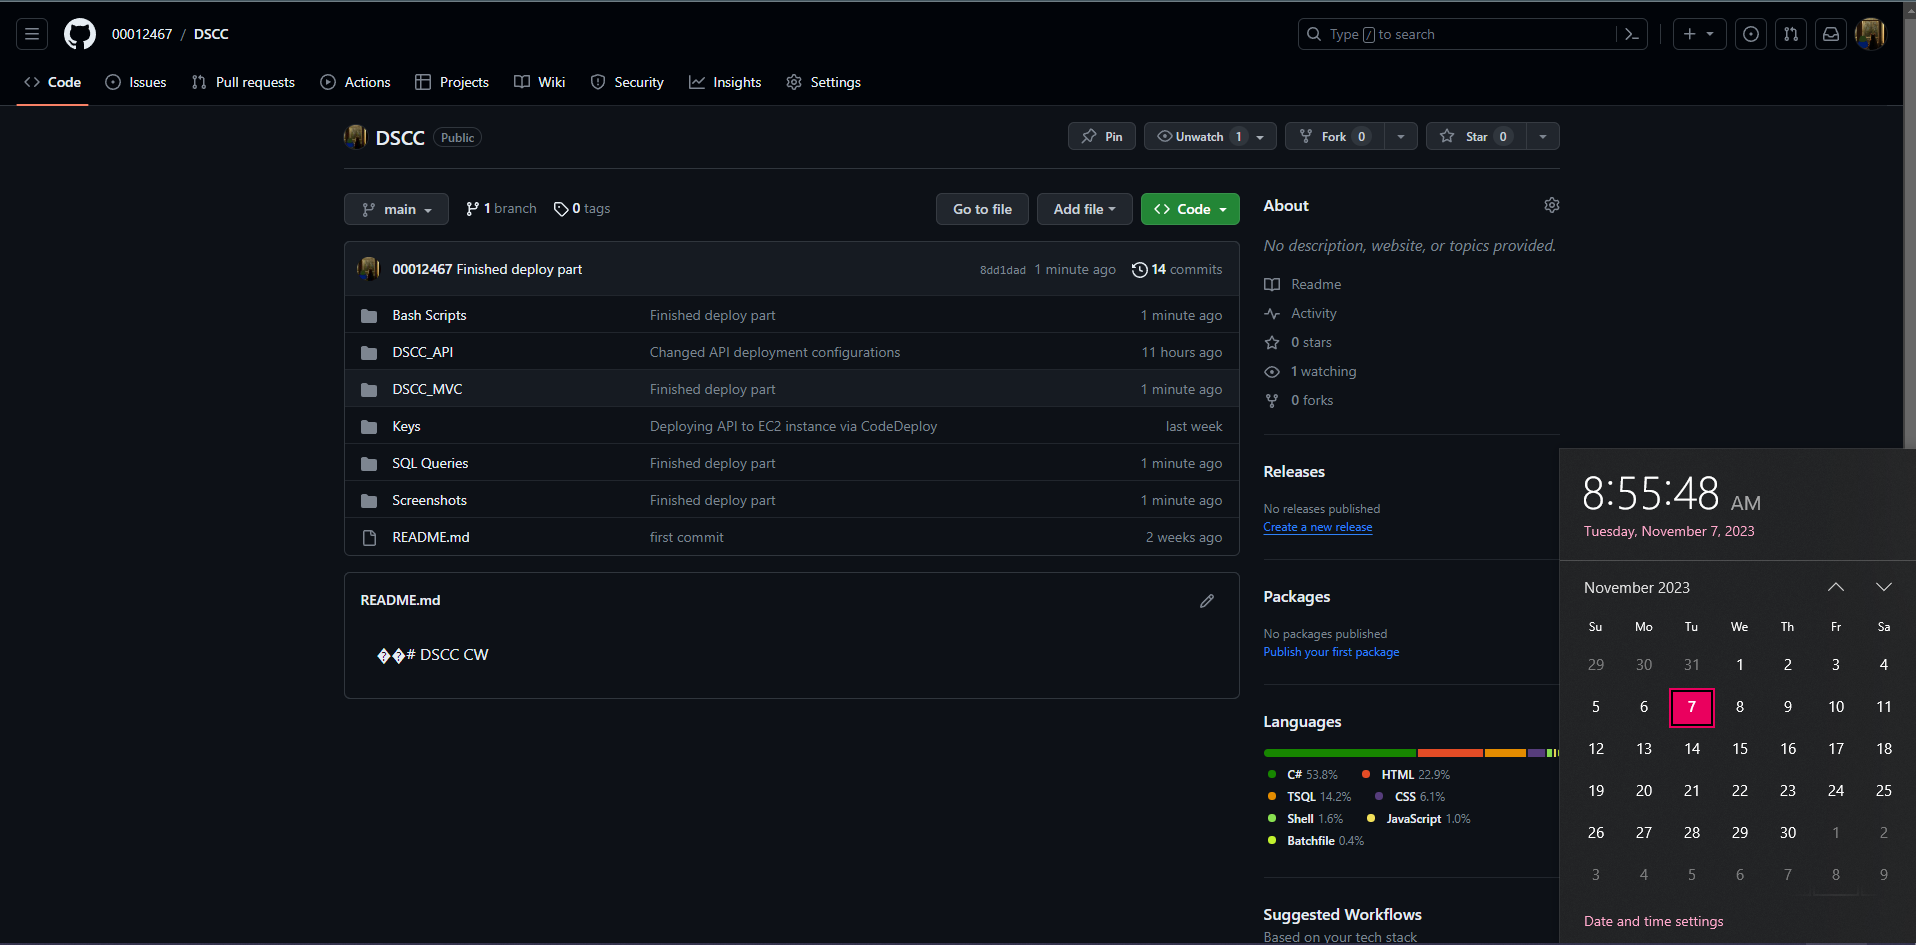 00012467 / DSCC
Type / to search
Code Issues Pull requests Actions Projects Wiki Security Insights Settings
DSCC Public
Pin Unwatch 1 Fork 0 Star 0
main 1 branch 0 tags Go to file Add file Code
00012467 Finished deploy part 8dd1dad 1 minute ago 14 commits
Bash Scripts Finished deploy part 1 minute ago
DSCC_API Changed API deployment configurations 11 hours ago
DSCC_MVC Finished deploy part 1 minute ago
Keys Deploying API to EC2 instance via CodeDeploy last week
SQL Queries Finished deploy part 1 minute ago
Screenshots Finished deploy part 1 minute ago
README.md first commit 2 weeks ago
README.md
��# DSCC CW
About
No description, website, or topics provided.
Readme
Activity
0 stars
1 watching
0 forks
Releases
No releases published
Create a new release
Packages
No packages published
Publish your first package
Languages
C# 53.8% HTML 22.9%
TSQL 14.2% CSS 6.1%
Shell 1.6% JavaScript 1.0%
Batchfile 0.4%
Suggested Workflows
Based on your tech stack
8:55:48 AM
Tuesday, November 7, 2023
November 2023
Su Mo Tu We Th Fr Sa
29 30 31 1 2 3 4
5 6 7 8 9 10 11
12 13 14 15 16 17 18
19 20 21 22 23 24 25
26 27 28 29 30 1 2
3 4 5 6 7 8 9
Date and time settings